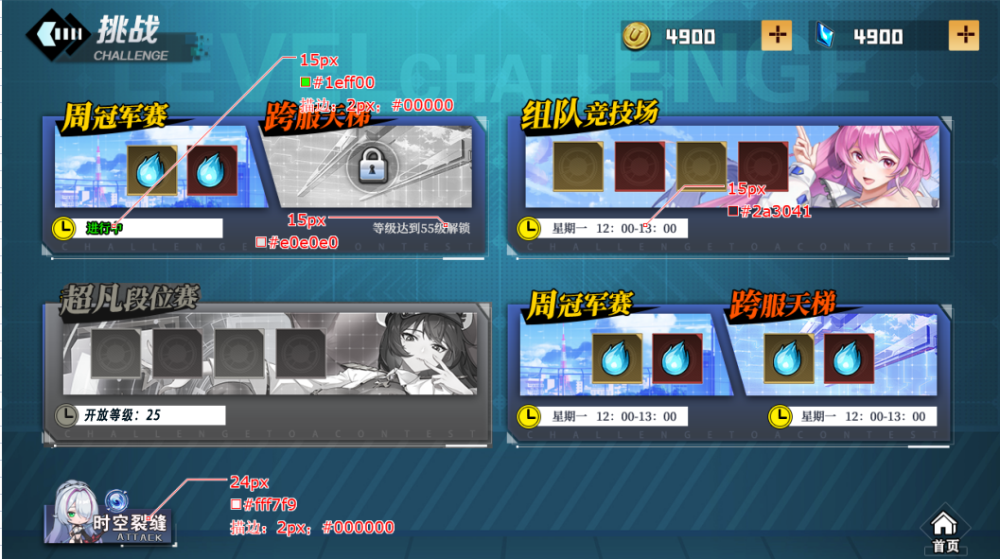 挑战
CHALLENGE
4900
4900
LEVEL CHALLENGE
15px
#1eff00
描边：2px；#00000
周冠军赛
跨服天梯
组队竞技场
进行中
15px
#e0e0e0
等级达到55级解锁
15px
#2a3041
星期一 12：00-13：00
CHALLENGETOACONTEST
CHALLENGETOACONTEST
超凡段位赛
周冠军赛
跨服天梯
开放等级：25
星期一 12：00-13：00
星期一 12：00-13：00
CHALLENGETOACONTEST
CHALLENGETOACONTEST
24px
#fff7f9
描边：2px；#000000
时空裂缝
ATTACK
首页